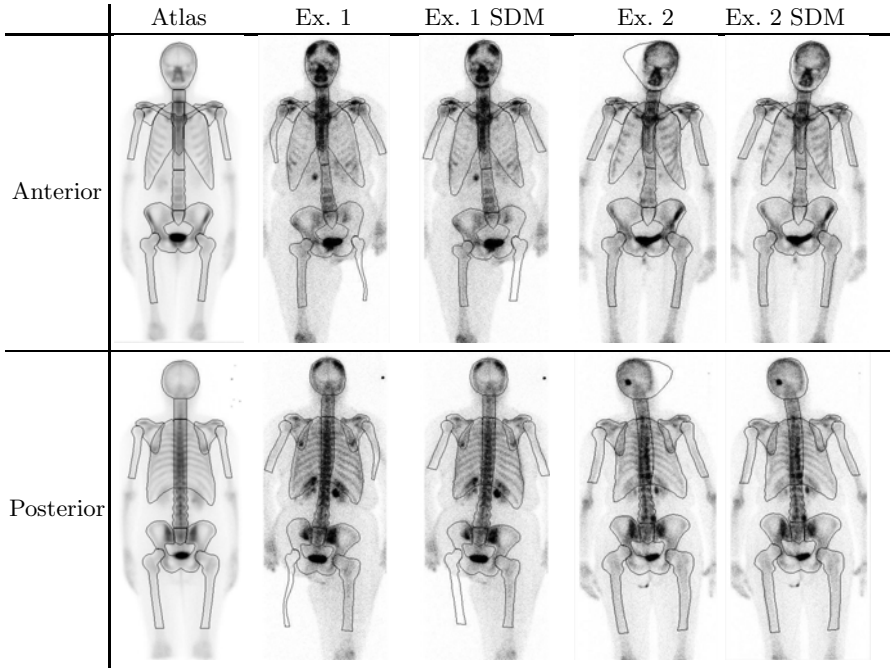 Atlas Ex. 1 Ex. 1 SDM Ex. 2 Ex. 2 SDM
Anterior
Posterior